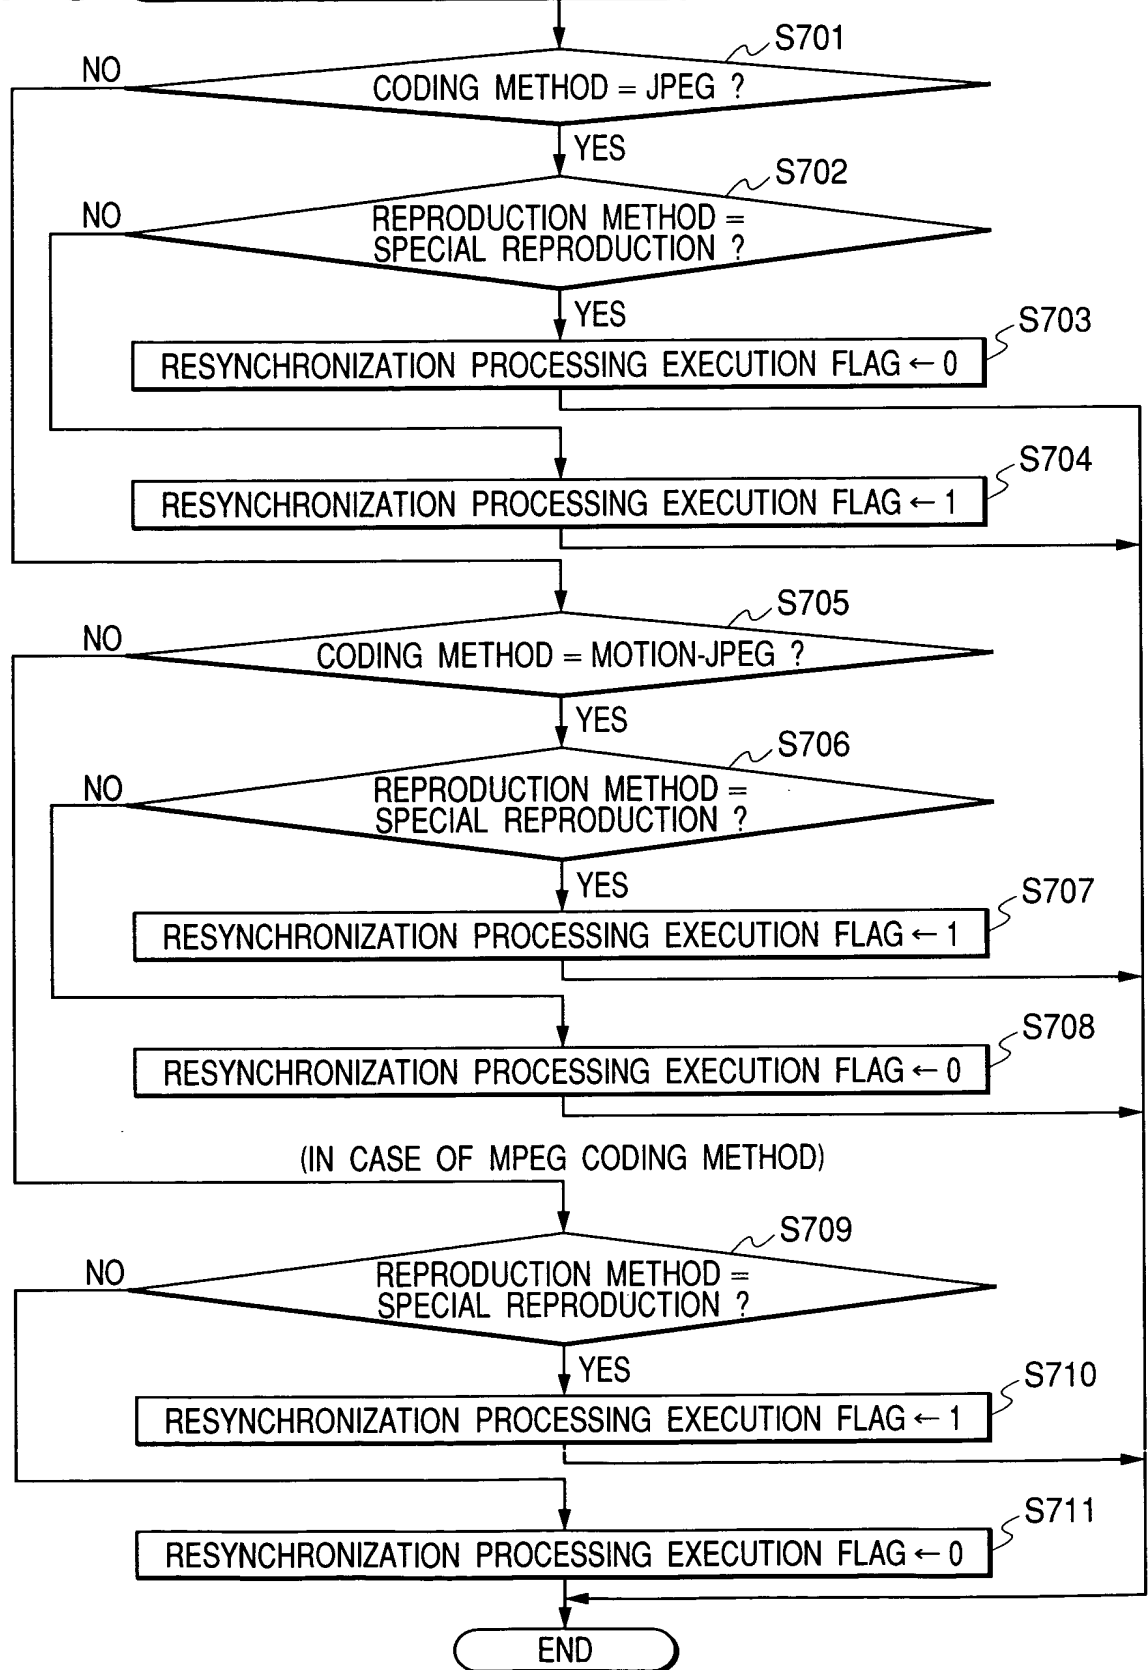 S701
NO
CODING METHOD = JPEG ?
YES
S702
NO
REPRODUCTION METHOD =
SPECIAL REPRODUCTION ?
YES
S703
RESYNCHRONIZATION PROCESSING EXECUTION FLAG ← 0
S704
RESYNCHRONIZATION PROCESSING EXECUTION FLAG ← 1
S705
NO
CODING METHOD = MOTION-JPEG ?
YES
S706
NO
REPRODUCTION METHOD =
SPECIAL REPRODUCTION ?
YES
S707
RESYNCHRONIZATION PROCESSING EXECUTION FLAG ← 1
S708
RESYNCHRONIZATION PROCESSING EXECUTION FLAG ← 0
(IN CASE OF MPEG CODING METHOD)
S709
NO
REPRODUCTION METHOD =
SPECIAL REPRODUCTION ?
YES
S710
RESYNCHRONIZATION PROCESSING EXECUTION FLAG ← 1
S711
RESYNCHRONIZATION PROCESSING EXECUTION FLAG ← 0
END